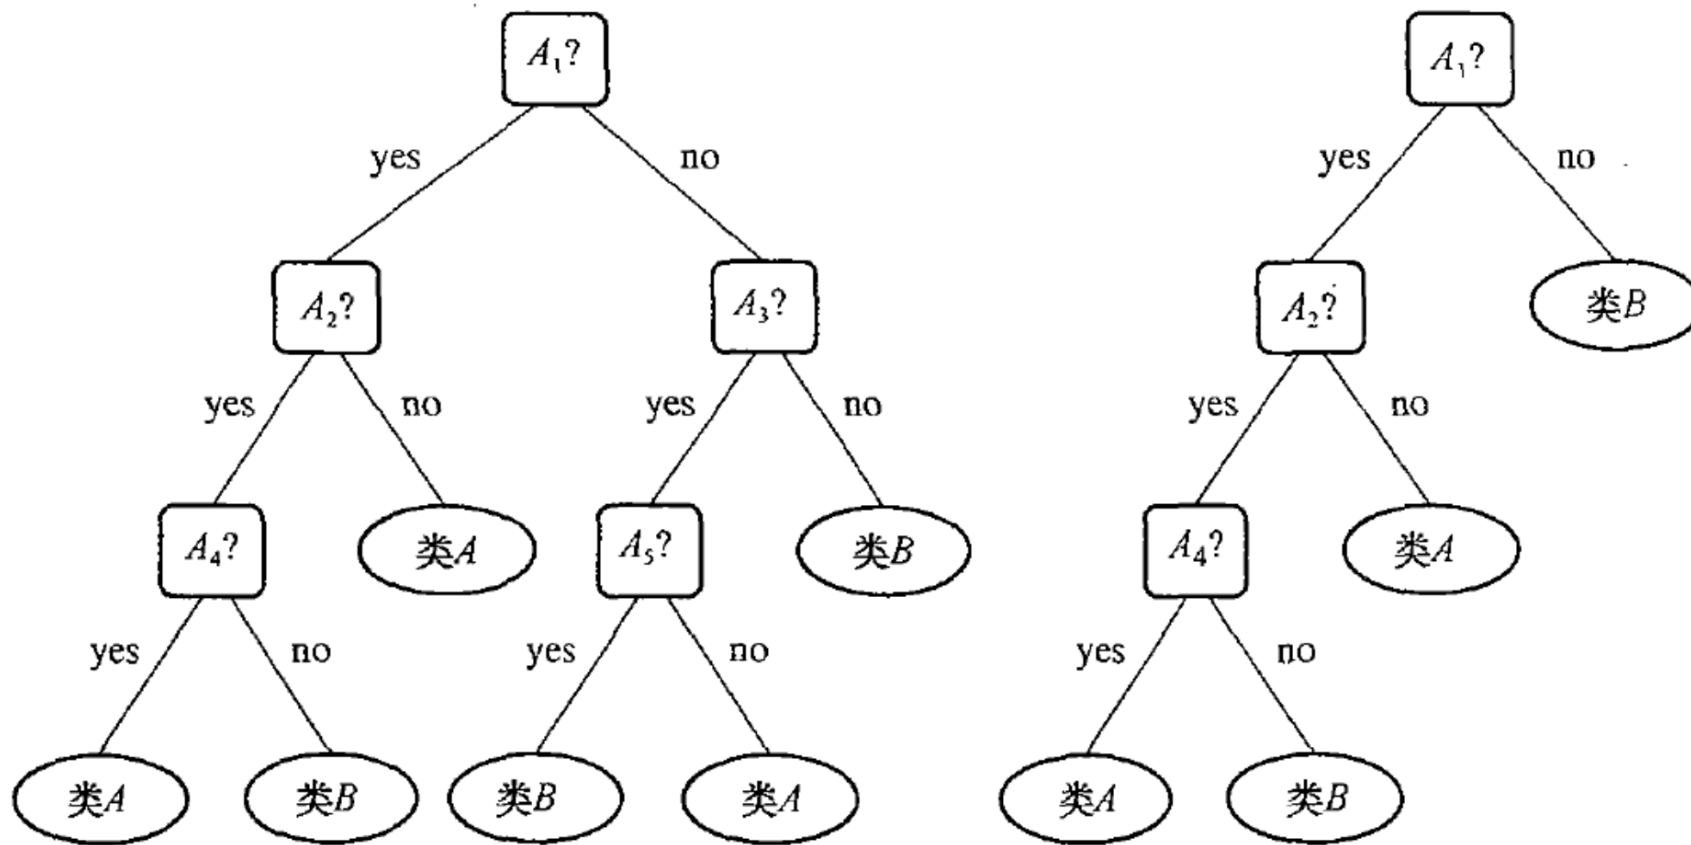 A₁? A₁?
yes no yes no
A₂? A₃? A₂? 类B
yes no yes no yes no
A₄? 类A A₅? 类B A₄? 类A
yes no yes no yes no
类A 类B 类B 类A 类A 类B